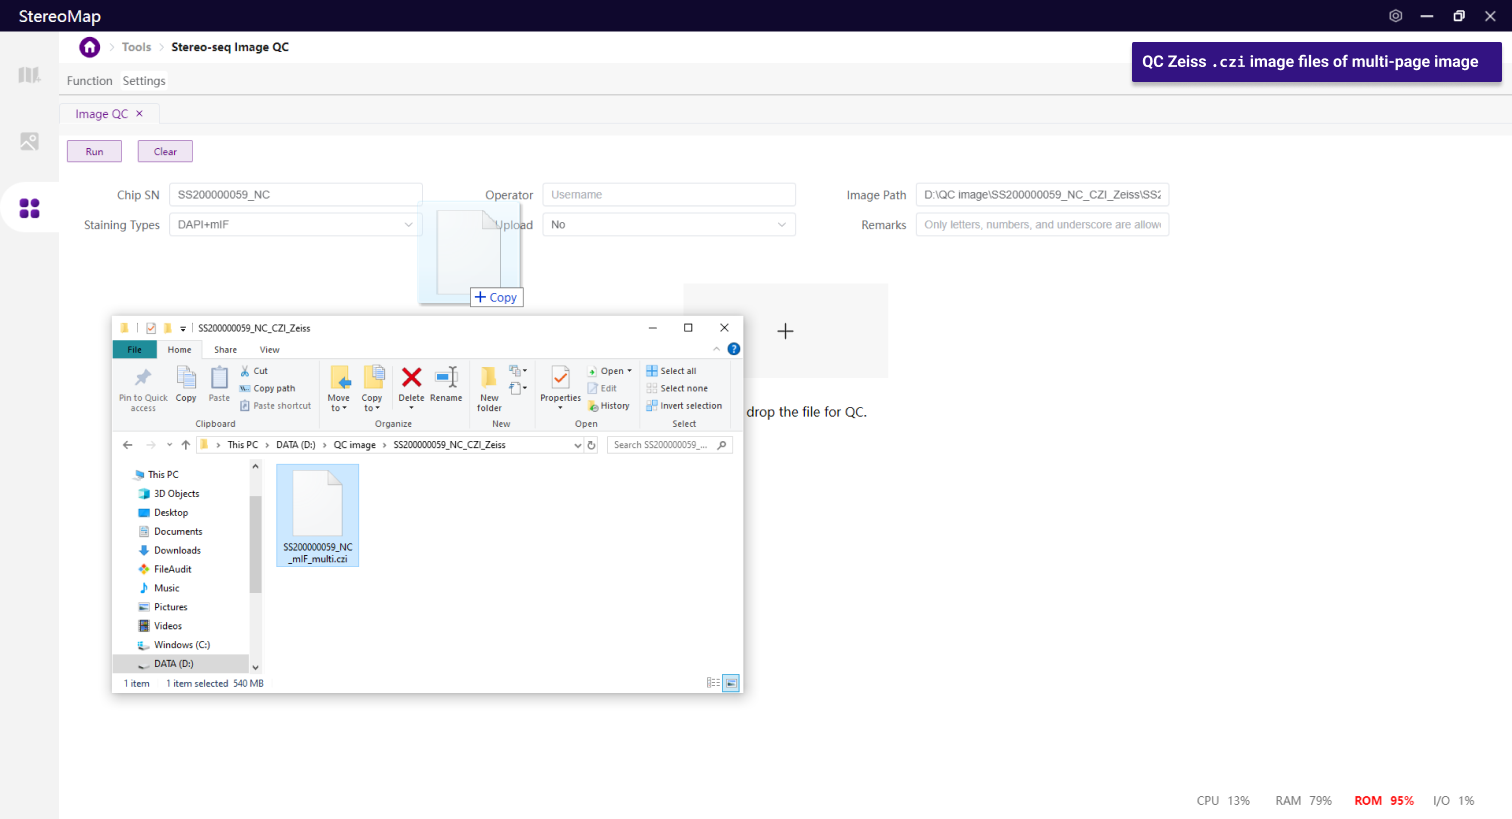 StereoMap
Tools
Stereo-seq Image QC
QC Zeiss .czi image files of multi-page image
Function Settings
Image QC
Run
Clear
Chip SN
SS200000059_NC
Operator
Username
Image Path
D:\QC image\SS200000059_NC_CZI_Zeiss\SS2
Staining Types
DAPI+mIF
Upload
No
Remarks
Only letters, numbers, and underscore are allow
Copy
drop the file for QC.
SS200000059_NC_CZI_Zeiss
File
Home
Share
View
Pin to Quick
access
Copy
Paste
Cut
Copy path
Paste shortcut
Clipboard
Move
to
Copy
to
Delete
Rename
Organize
New
folder
New
Properties
Open
Edit
History
Open
Select all
Select none
Invert selection
Select
This PC
DATA (D:)
QC image
SS200000059_NC_CZI_Zeiss
Search SS200000059_...
This PC
3D Objects
Desktop
Documents
Downloads
FileAudit
Music
Pictures
Videos
Windows (C:)
DATA (D:)
SS200000059_NC
_mIF_multi.czi
1 item
1 item selected 540 MB
CPU 13%
RAM 79%
ROM 95%
I/O 1%